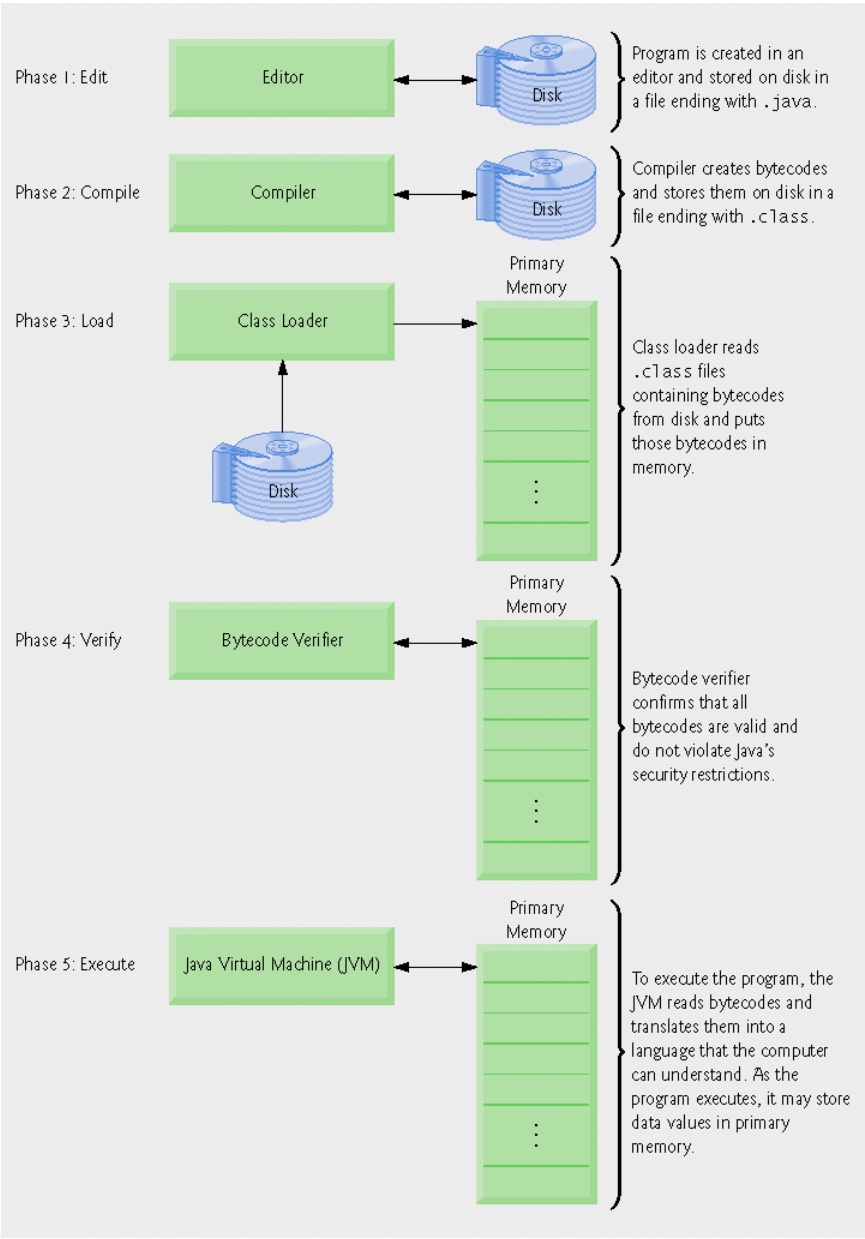 Phase 1: Edit
Editor
Disk
Program is created in an
editor and stored on disk in
a file ending with .java.
Phase 2: Compile
Compiler
Disk
Compiler creates bytecodes
and stores them on disk in a
file ending with .class.
Phase 3: Load
Class Loader
Disk
Primary
Memory
Class loader reads
.class files
containing bytecodes
from disk and puts
those bytecodes in
memory.
Phase 4: Verify
Bytecode Verifier
Primary
Memory
Bytecode verifier
confirms that all
bytecodes are valid and
do not violate Java’s
security restrictions.
Phase 5: Execute
Java Virtual Machine (JVM)
Primary
Memory
To execute the program, the
JVM reads bytecodes and
translates them into a
language that the computer
can understand. As the
program executes, it may store
data values in primary
memory.